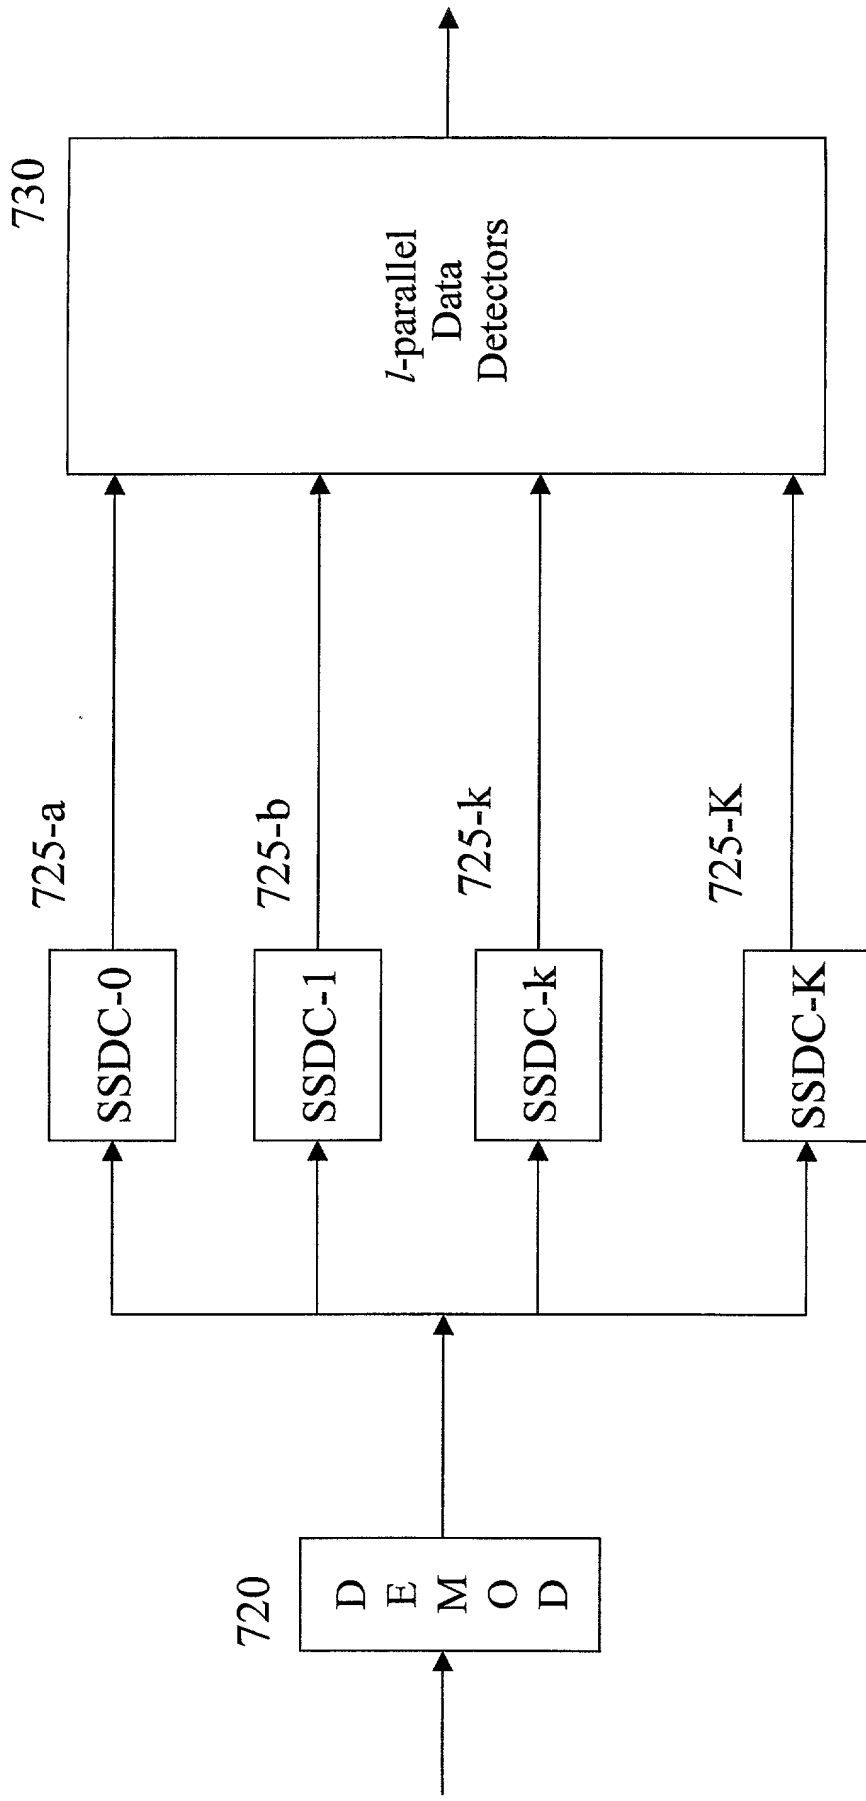 720
D
E
M
O
D
SSDC-0
725-a
SSDC-1
725-b
SSDC-k
725-k
SSDC-K
725-K
730
l-parallel
Data
Detectors